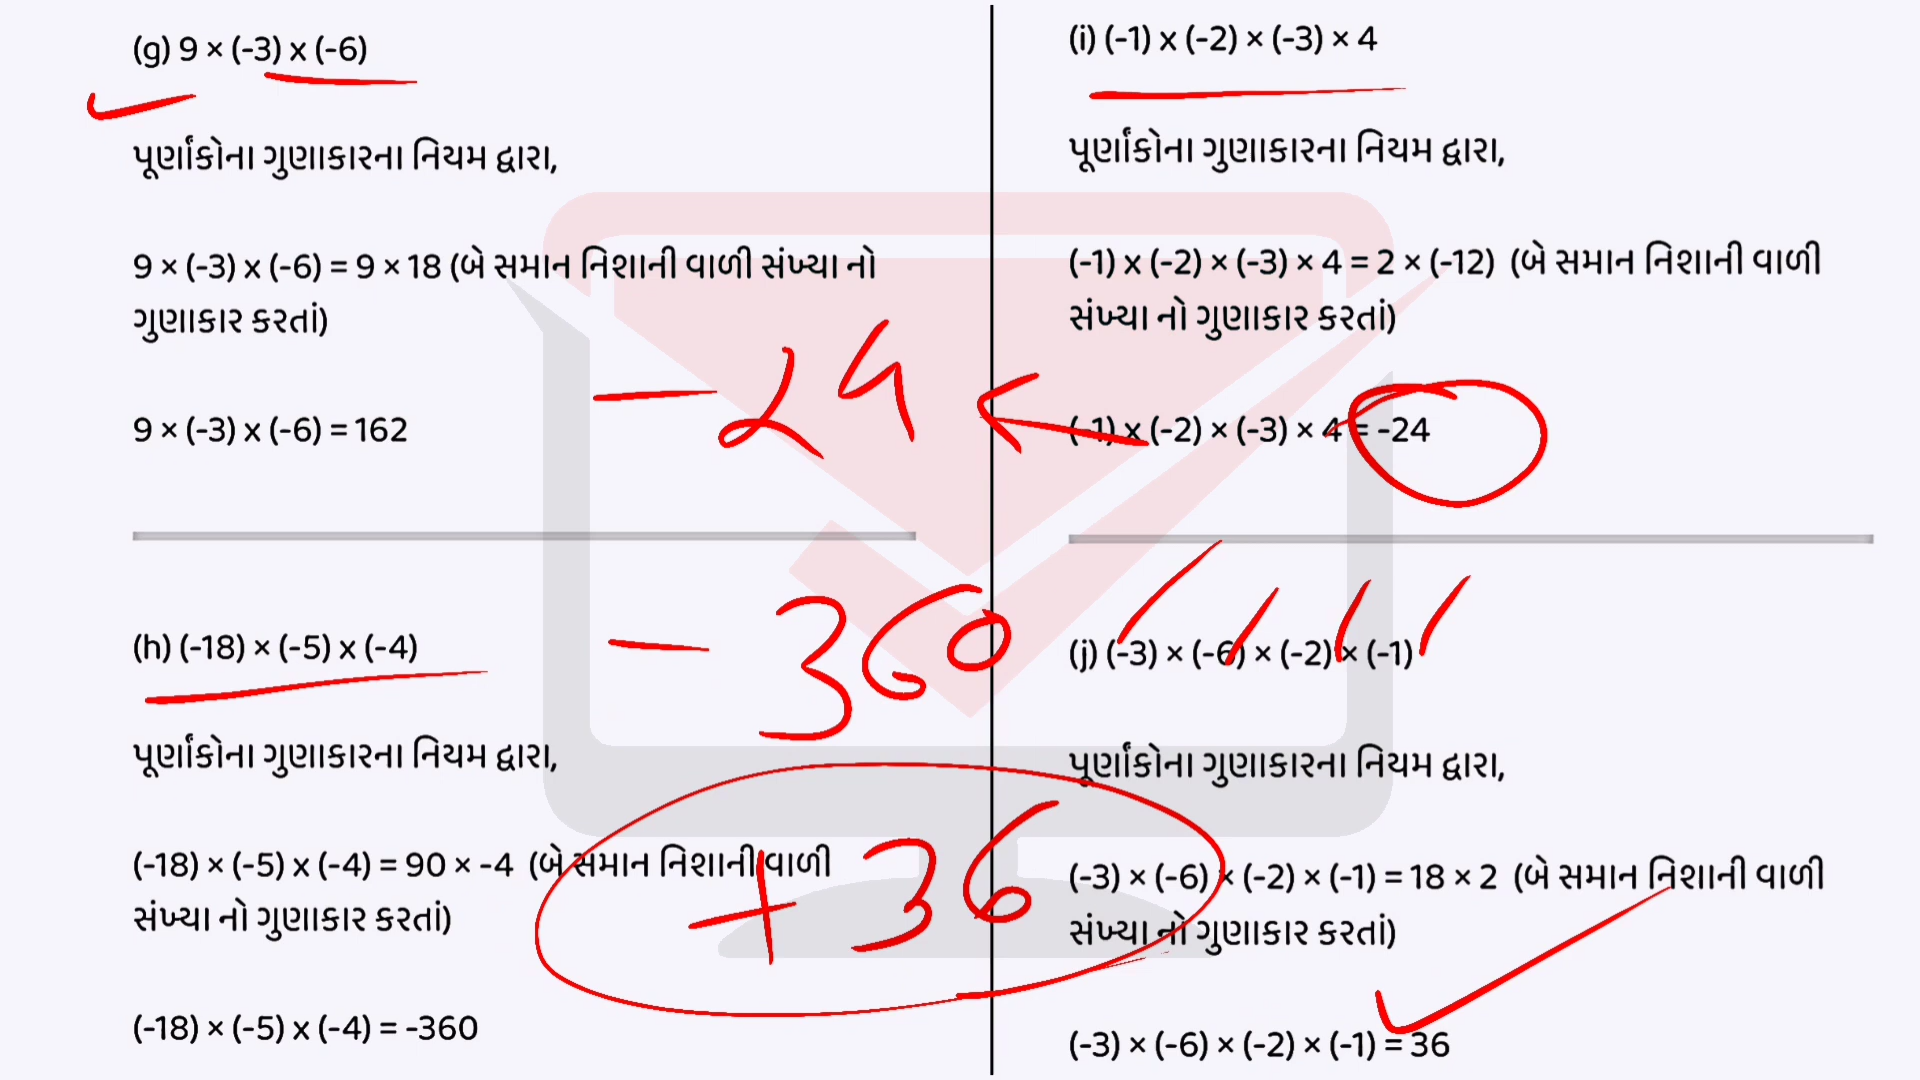 (g) 9 × (-3) x (-6)
પૂર્ણાંકોના ગુણાકારના નિયમ દ્વારા,
9 × (-3) x (-6) = 9 × 18 (બે સમાન નિશાની વાળી સંખ્યા નો
ગુણાકાર કરતાં)
9 × (-3) x (-6) = 162
- 24
(h) (-18) × (-5) x (-4)
- 360
પૂર્ણાંકોના ગુણાકારના નિયમ દ્વારા,
(-18) × (-5) x (-4) = 90 × -4 (બે સમાન નિશાની વાળી
સંખ્યા નો ગુણાકાર કરતાં)
+ 36
(-18) × (-5) x (-4) = -360
(i) (-1) x (-2) × (-3) × 4
પૂર્ણાંકોના ગુણાકારના નિયમ દ્વારા,
(-1) x (-2) × (-3) × 4 = 2 × (-12) (બે સમાન નિશાની વાળી
સંખ્યા નો ગુણાકાર કરતાં)
(-1) x (-2) × (-3) × 4 = -24
(j) (-3) × (-6) × (-2) × (-1)
પૂર્ણાંકોના ગુણાકારના નિયમ દ્વારા,
(-3) × (-6) × (-2) × (-1) = 18 × 2 (બે સમાન નિશાની વાળી
સંખ્યા નો ગુણાકાર કરતાં)
(-3) × (-6) × (-2) × (-1) = 36